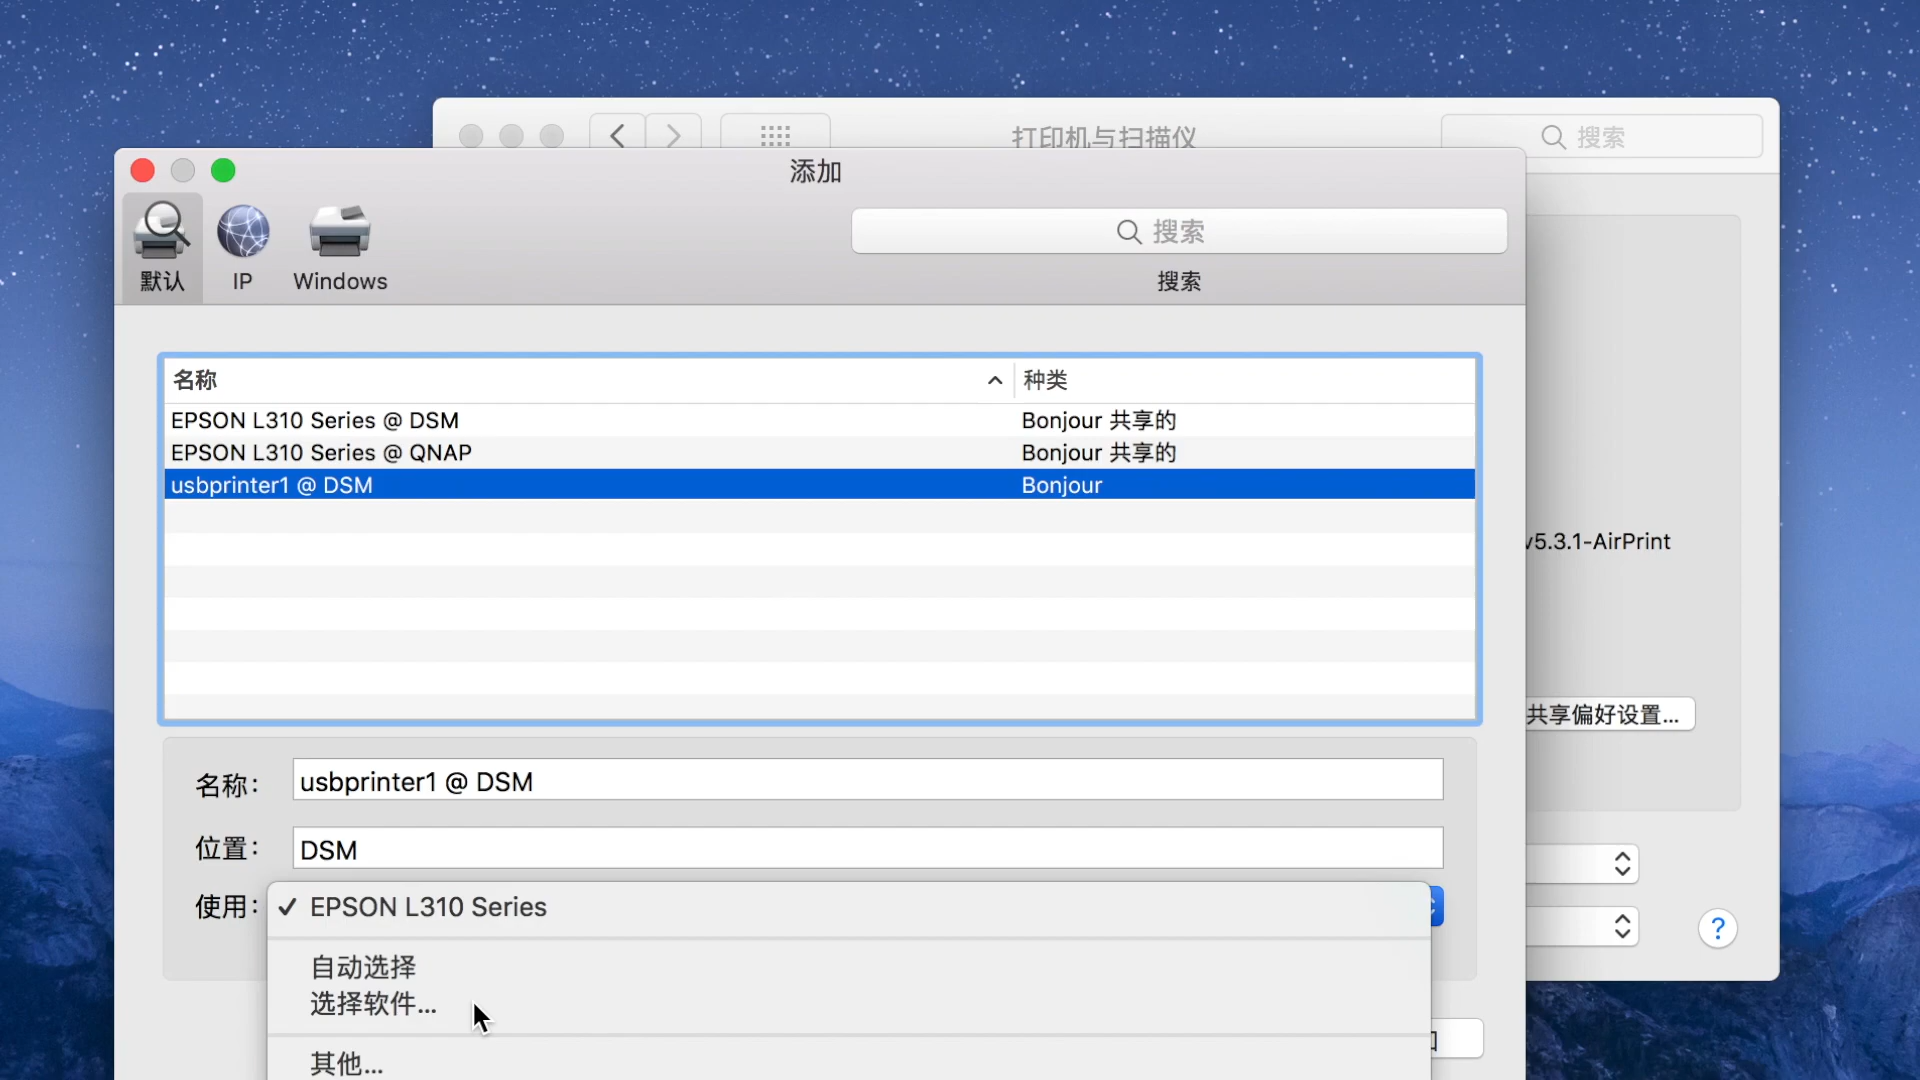 打印机与扫描仪
搜索
添加
搜索
默认
IP
Windows
搜索
名称
种类
EPSON L310 Series @ DSM
Bonjour 共享的
EPSON L310 Series @ QNAP
Bonjour 共享的
usbprinter1 @ DSM
Bonjour
v5.3.1-AirPrint
共享偏好设置...
名称:
usbprinter1 @ DSM
位置:
DSM
使用:
✓ EPSON L310 Series
?
自动选择
选择软件...
其他...